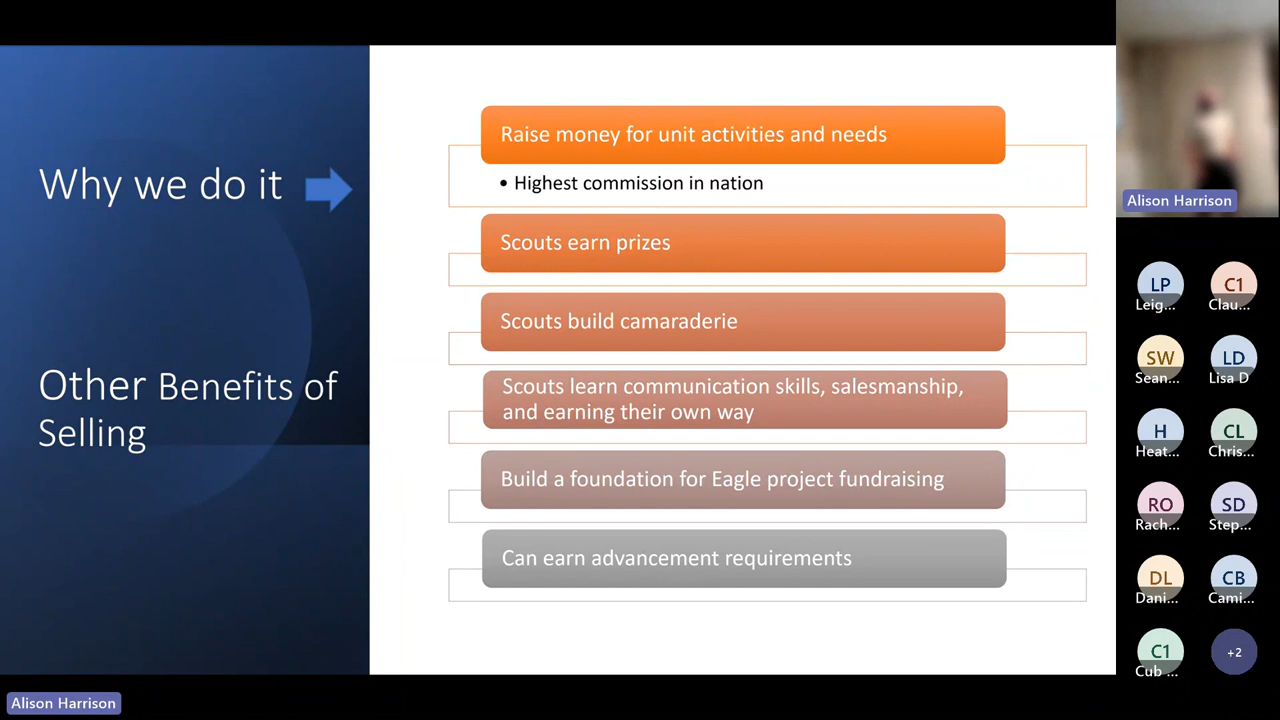 Why we do it
Other Benefits of
Selling
Raise money for unit activities and needs
• Highest commission in nation
Scouts earn prizes
Scouts build camaraderie
Scouts learn communication skills, salesmanship,
and earning their own way
Build a foundation for Eagle project fundraising
Can earn advancement requirements
Alison Harrison
LP
Leig...
C1
Clau...
SW
Sean...
LD
Lisa D
H
Heat...
CL
Chris...
RO
Rach...
SD
Step...
DL
Dani...
CB
Cami...
C1
Cub ...
+2
Alison Harrison